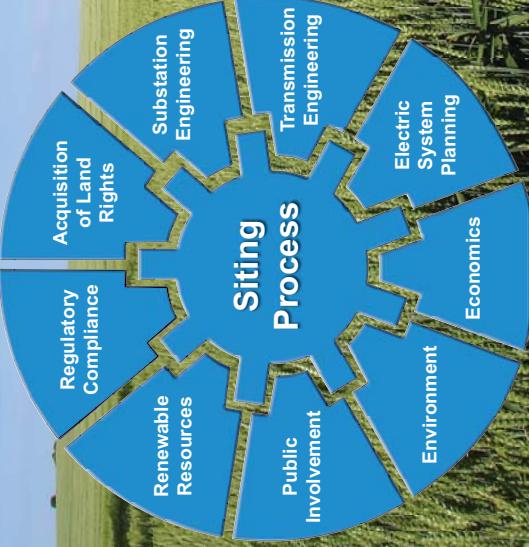 Siting
Process
Acquisition
of Land
Rights
Substation
Engineering
Transmission
Engineering
Electric
System
Planning
Economics
Environment
Public
Involvement
Renewable
Resources
Regulatory
Compliance